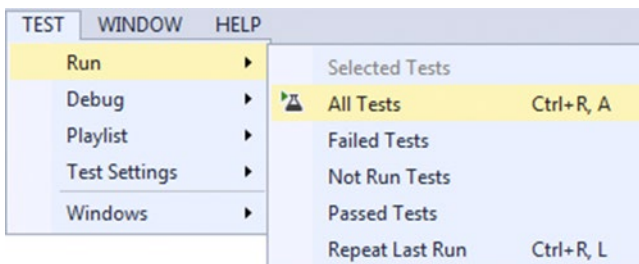 TEST WINDOW HELP
Run
Debug
Playlist
Test Settings
Windows
Selected Tests
All Tests Ctrl+R, A
Failed Tests
Not Run Tests
Passed Tests
Repeat Last Run Ctrl+R, L